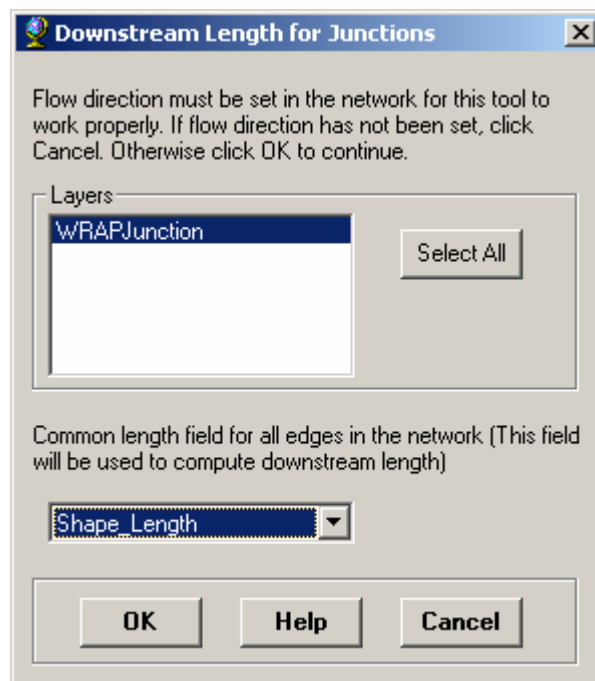 Downstream Length for Junctions
Flow direction must be set in the network for this tool to
work properly. If flow direction has not been set, click
Cancel. Otherwise click OK to continue.
Layers
WRAPJunction
Select All
Common length field for all edges in the network (This field
will be used to compute downstream length)
Shape_Length
OK
Help
Cancel